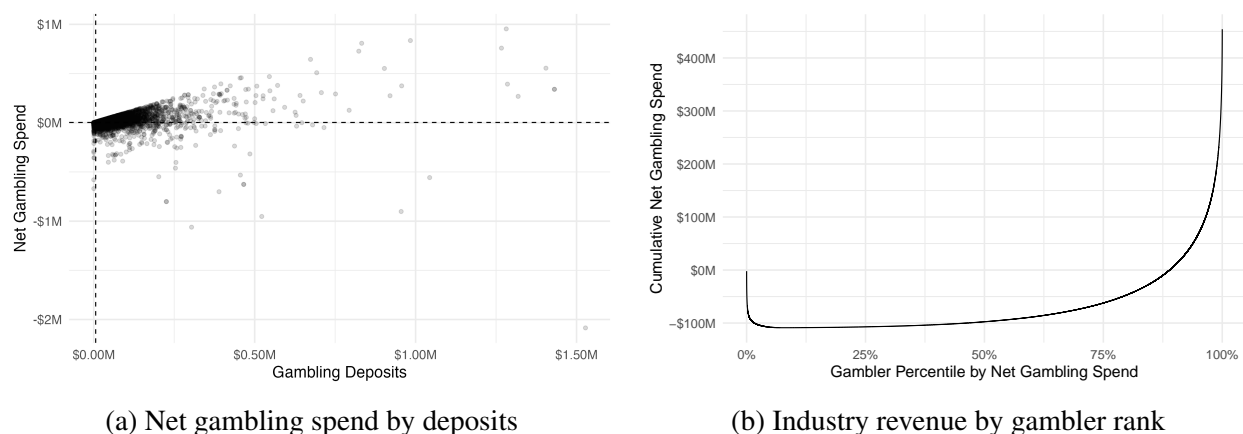 $1M
$0M
-$1M
-$2M
Net Gambling Spend
$0.00M $0.50M $1.00M $1.50M
Gambling Deposits
(a) Net gambling spend by deposits
$400M
$300M
$200M
$100M
$0M
−$100M
Cumulative Net Gambling Spend
0% 25% 50% 75% 100%
Gambler Percentile by Net Gambling Spend
(b) Industry revenue by gambler rank